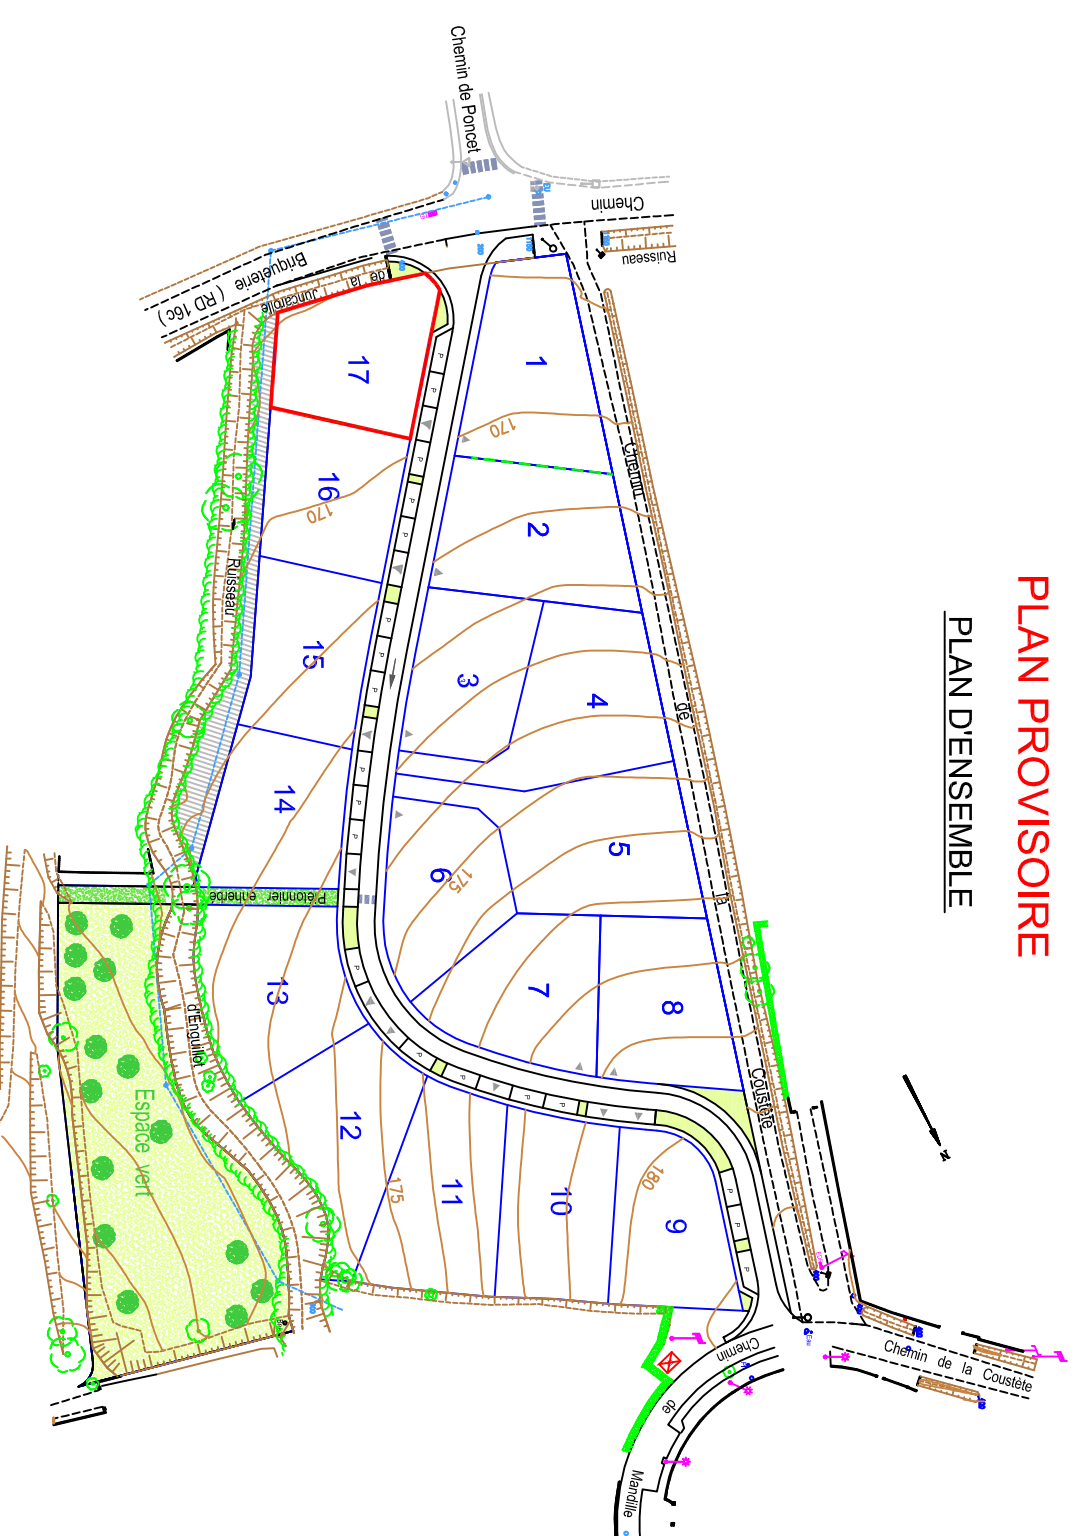 PLAN PROVISOIRE
PLAN D'ENSEMBLE
Chemin de Poncet
Chemin
Ruisseau
Briqueterie ( RD 16c)
de la
Juncarolle
17
1
170
Chemin
16
170
2
Ruisseau
15
3
4
de
14
5
6
175
la
Piétonnier enherbé
13
7
8
d'Enguillot
Coustète
Espace vert
12
11
175
10
180
9
P
N
Chemin de la Coustète
Chemin
de
Mandille